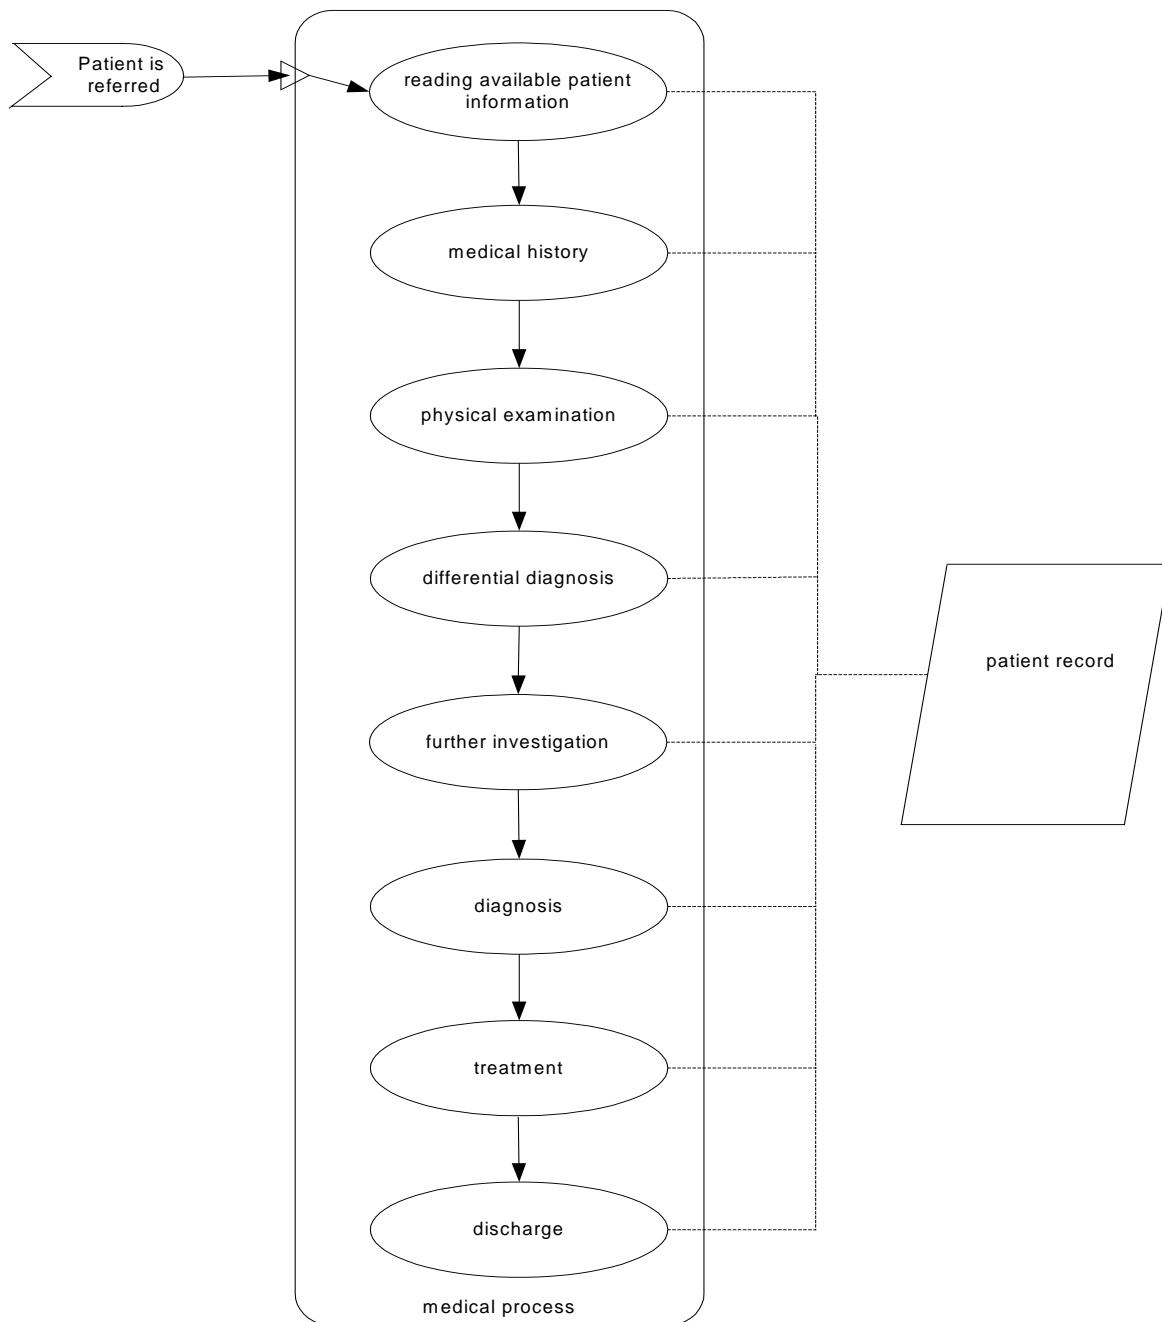 Patient is
referred
reading available patient
information
medical history
physical examination
differential diagnosis
further investigation
diagnosis
treatment
discharge
medical process
patient record